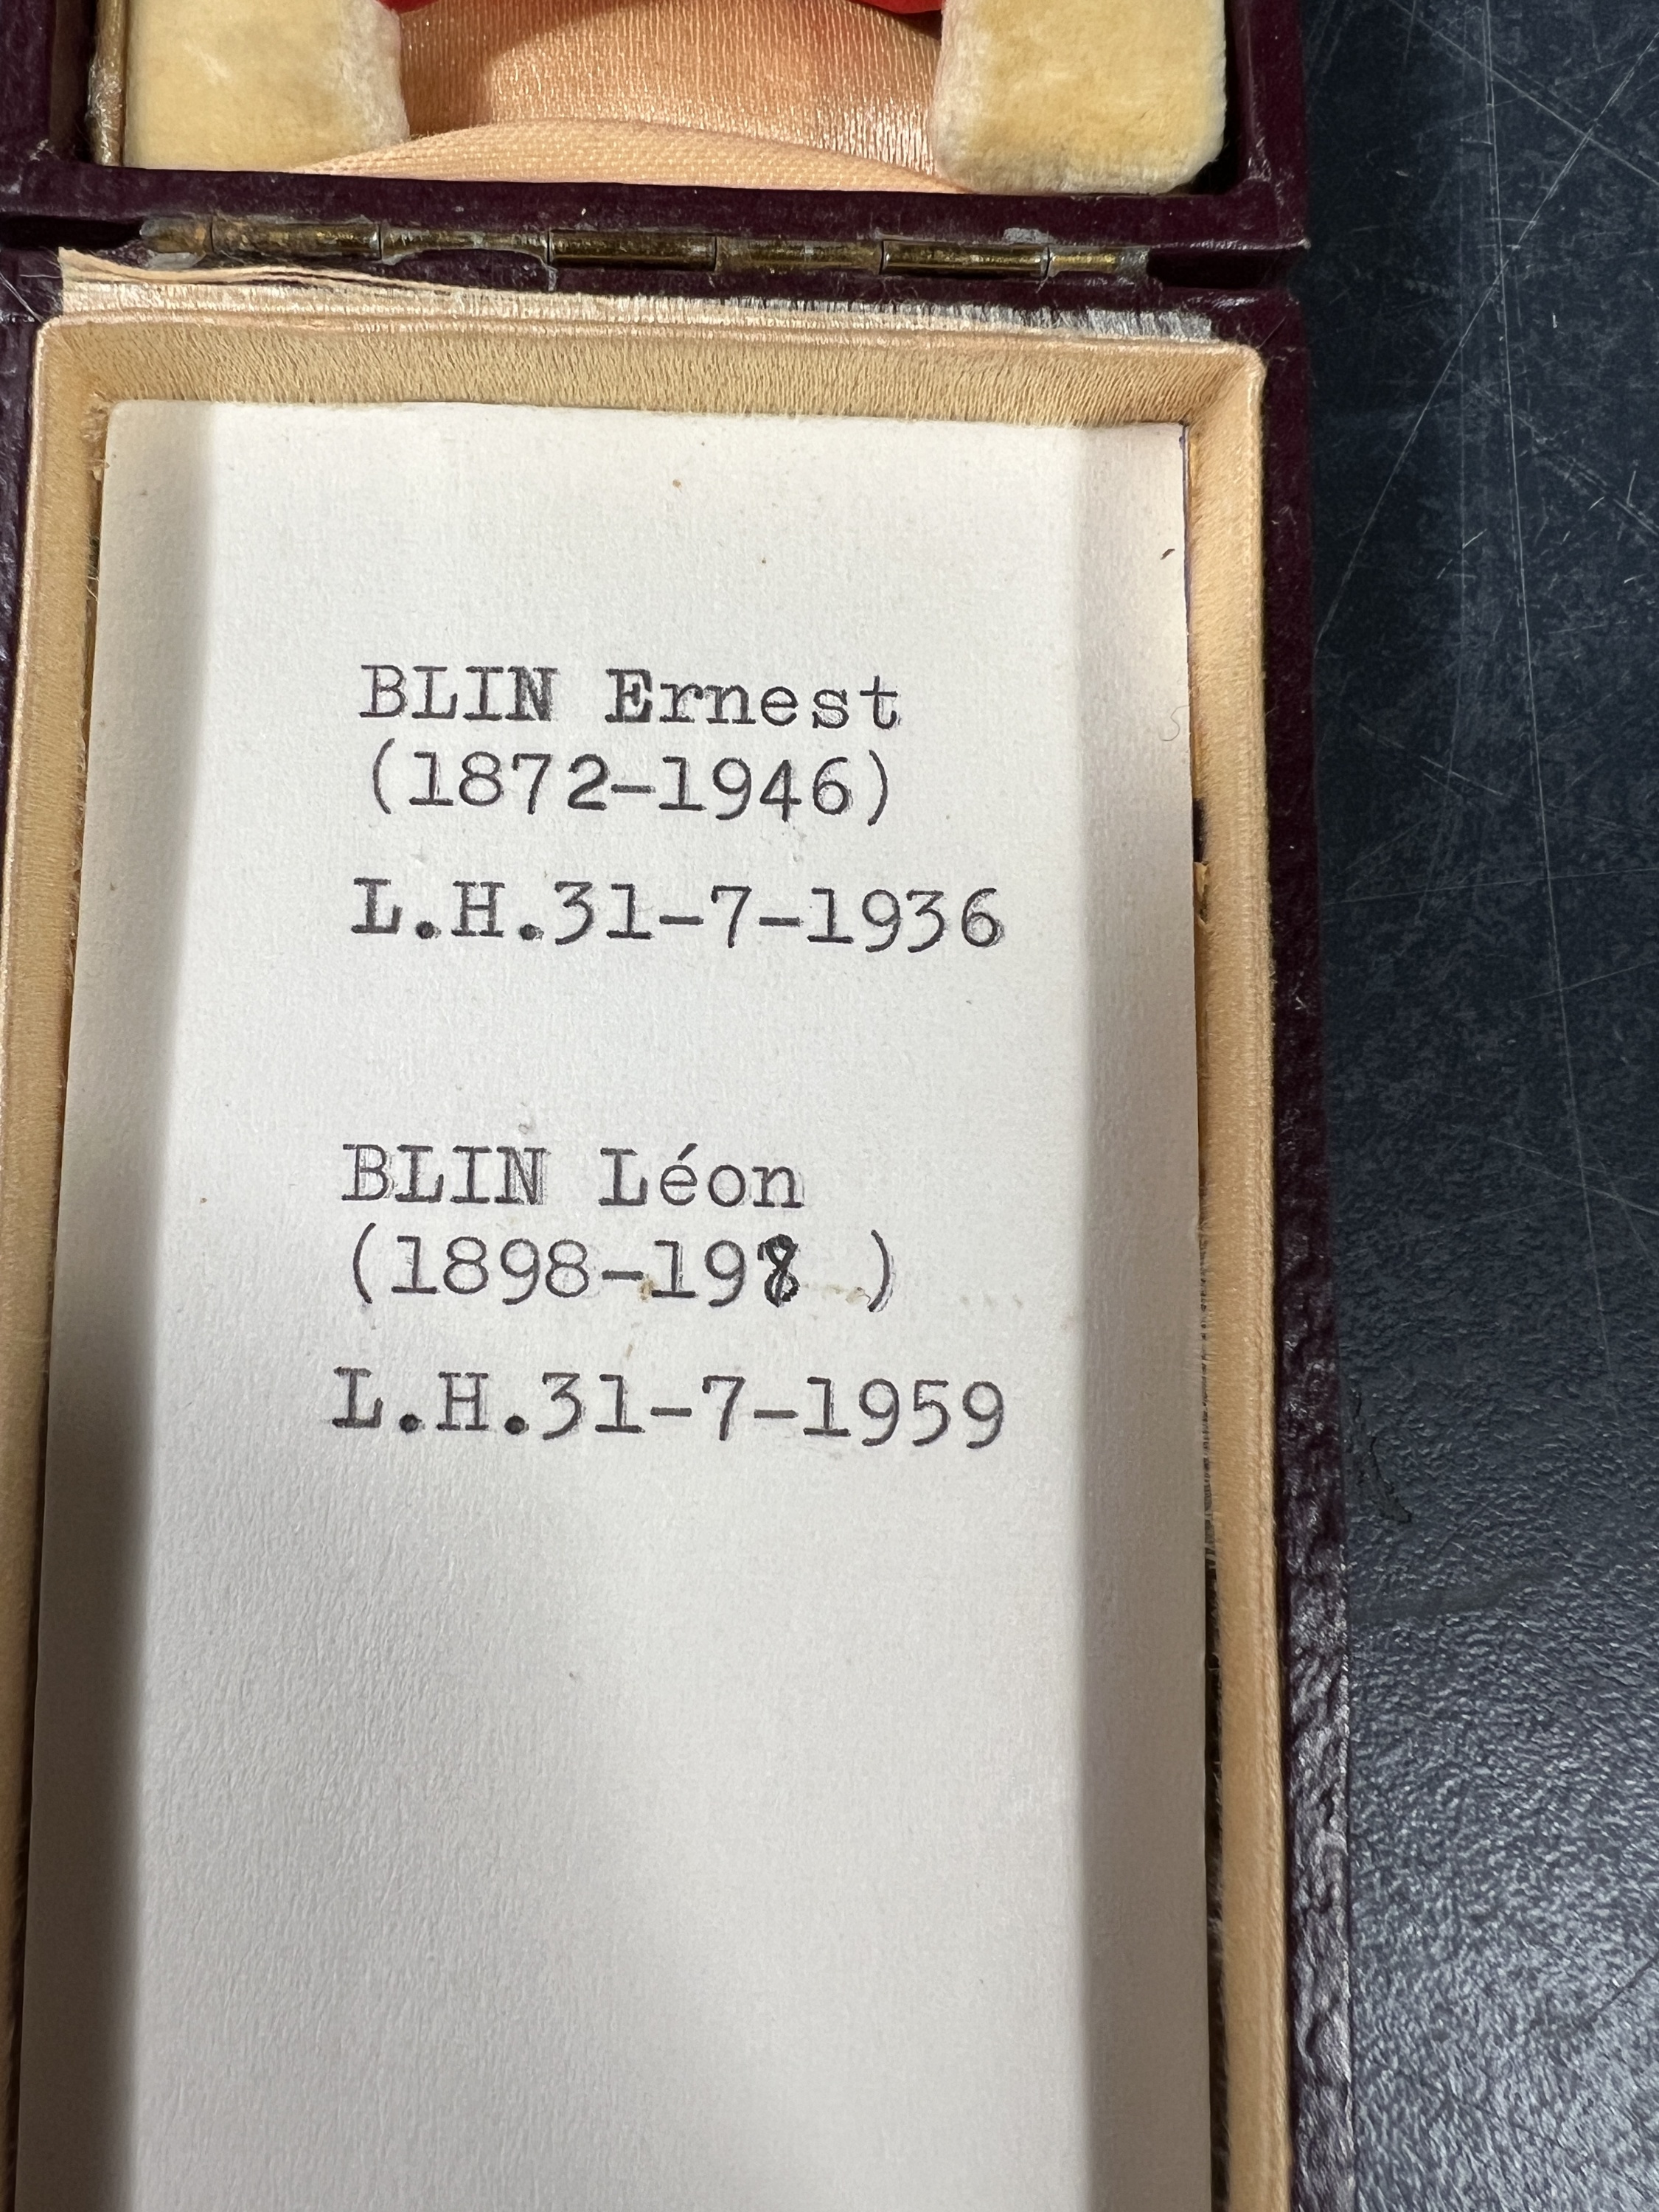 BLIN Ernest
(1872-1946)
L.H.31-7-1936
BLIN Léon
(1898-198 )
L.H.31-7-1959